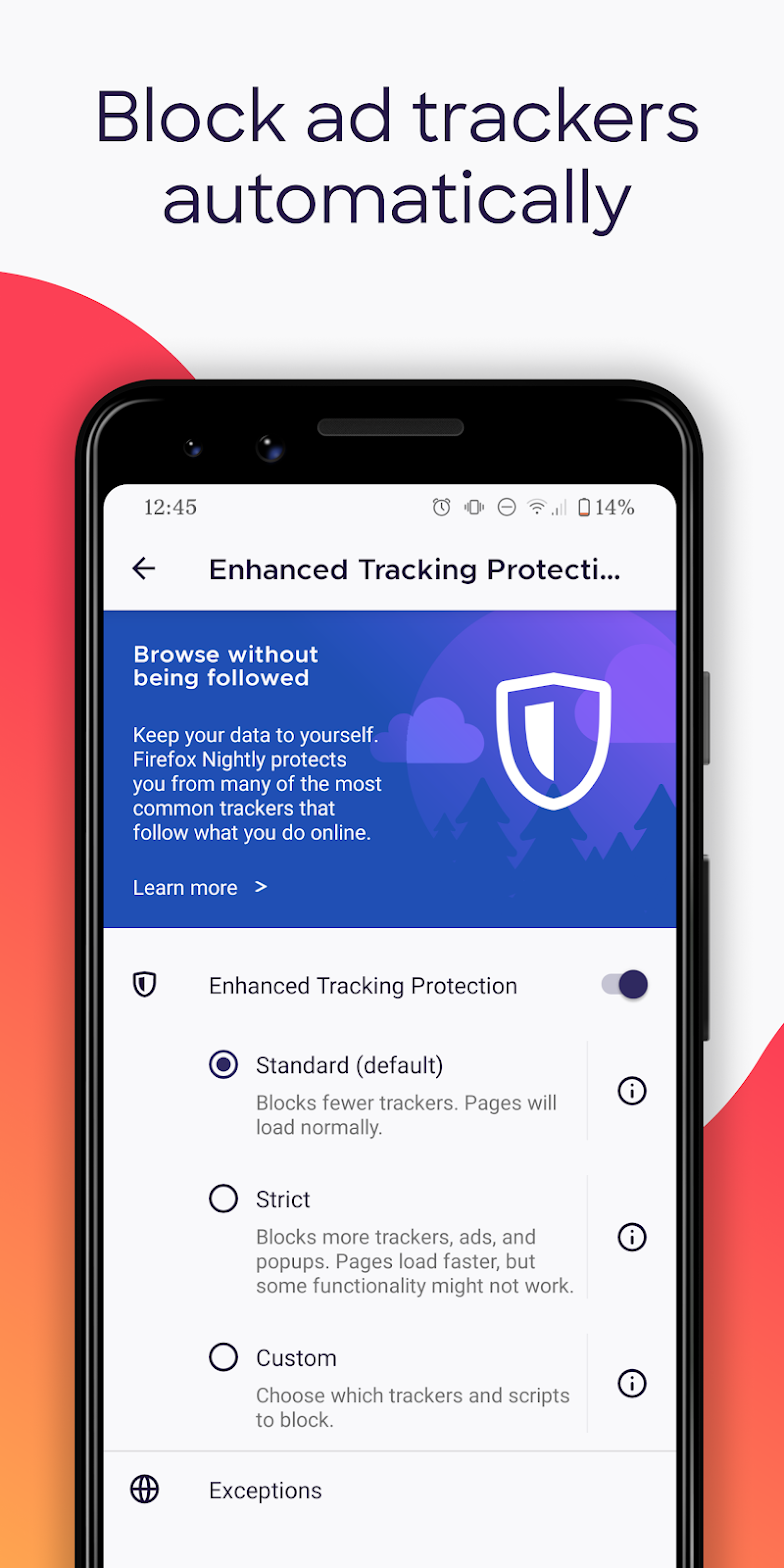 Block ad trackers
automatically
12:45
14%
Enhanced Tracking Protecti...
Browse without
being followed
Keep your data to yourself.
Firefox Nightly protects
you from many of the most
common trackers that
follow what you do online.
Learn more >
Enhanced Tracking Protection
Standard (default)
Blocks fewer trackers. Pages will
load normally.
Strict
Blocks more trackers, ads, and
popups. Pages load faster, but
some functionality might not work.
Custom
Choose which trackers and scripts
to block.
Exceptions